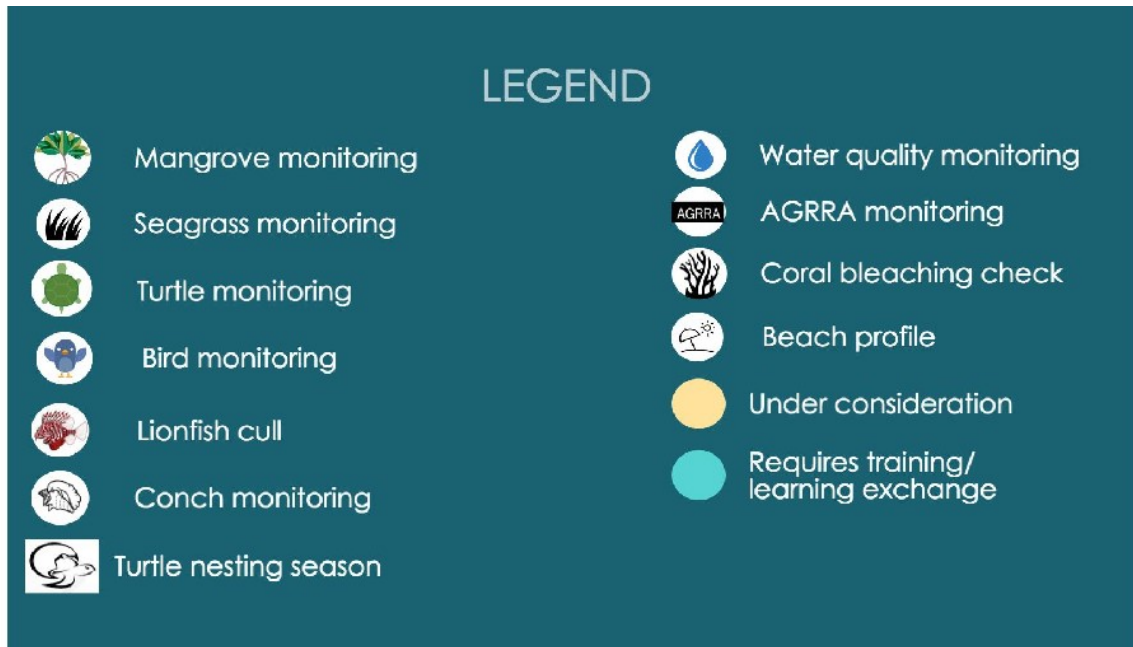 LEGEND
Mangrove monitoring
Seagrass monitoring
Turtle monitoring
Bird monitoring
Lionfish cull
Conch monitoring
Turtle nesting season
Water quality monitoring
AGRRA
AGRRA monitoring
Coral bleaching check
Beach profile
Under consideration
Requires training/
learning exchange